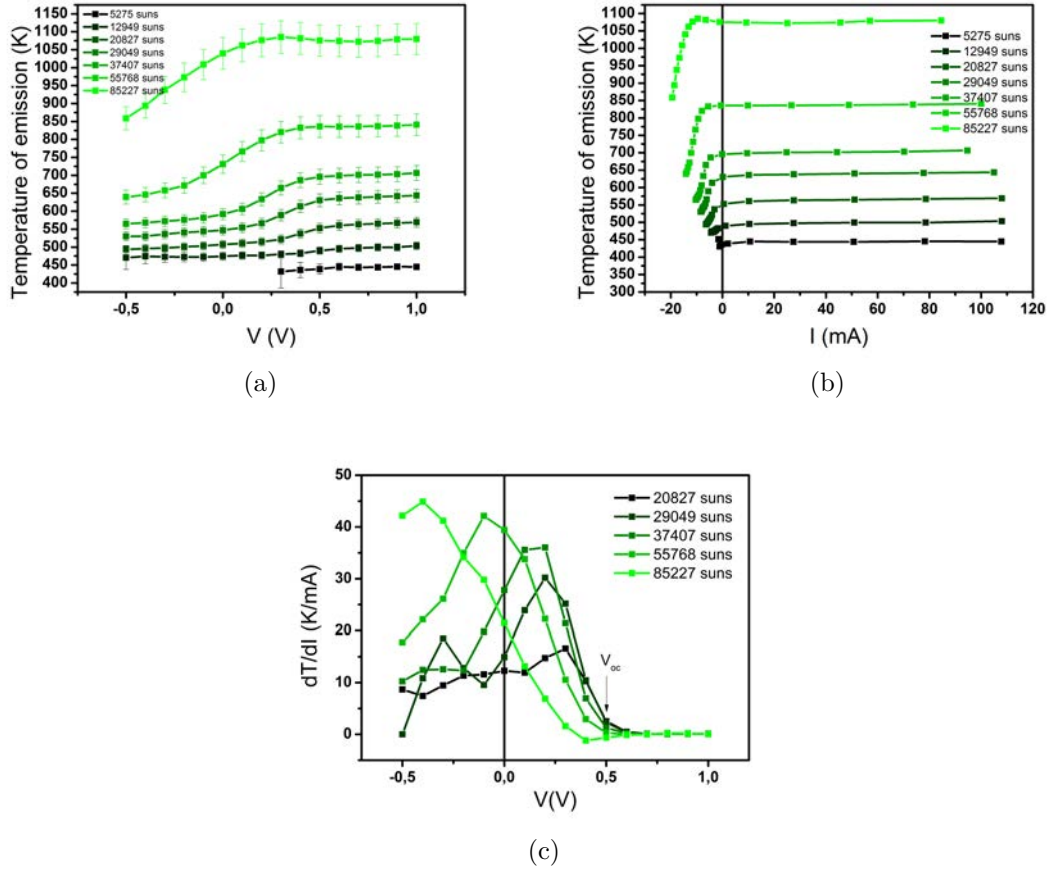 1150
1100
1050
1000
950
900
850
800
750
700
650
600
550
500
450
400
Temperature of emission (K)
5275 suns
12949 suns
20827 suns
29049 suns
37407 suns
55768 suns
85227 suns
-0,5
0,0
0,5
1,0
V (V)
(a)
1100
1050
1000
950
900
850
800
750
700
650
600
550
500
450
400
350
300
Temperature of emission (K)
5275 suns
12949 suns
20827 suns
29049 suns
37407 suns
55768 suns
85227 suns
-20
0
20
40
60
80
100
120
I (mA)
(b)
50
40
30
20
10
0
dT/dI (K/mA)
20827 suns
29049 suns
37407 suns
55768 suns
85227 suns
Voc
-0,5
0,0
0,5
1,0
V(V)
(c)